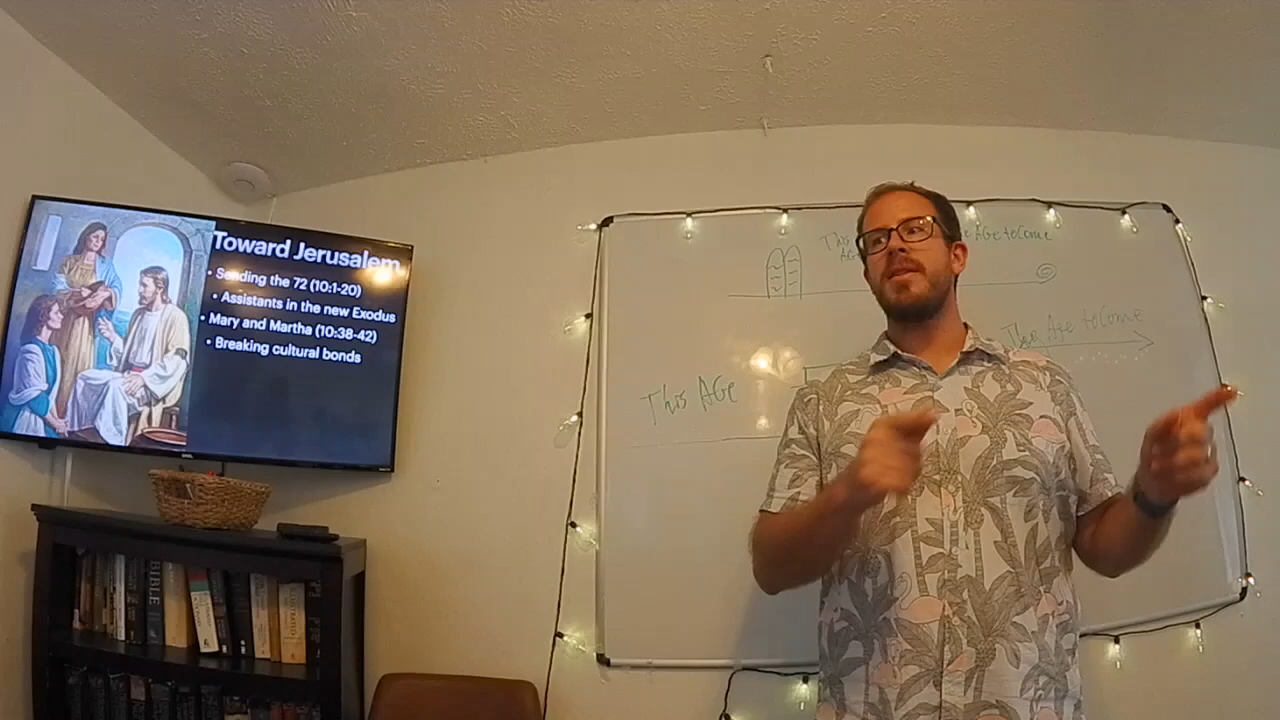 Toward Jerusalem
• Sending the 72 (10:1-20)
• Assistants in the new Exodus
• Mary and Martha (10:38-42)
• Breaking cultural bonds
This
AGe to Come
The Age to Come
This AGe
BIBLE